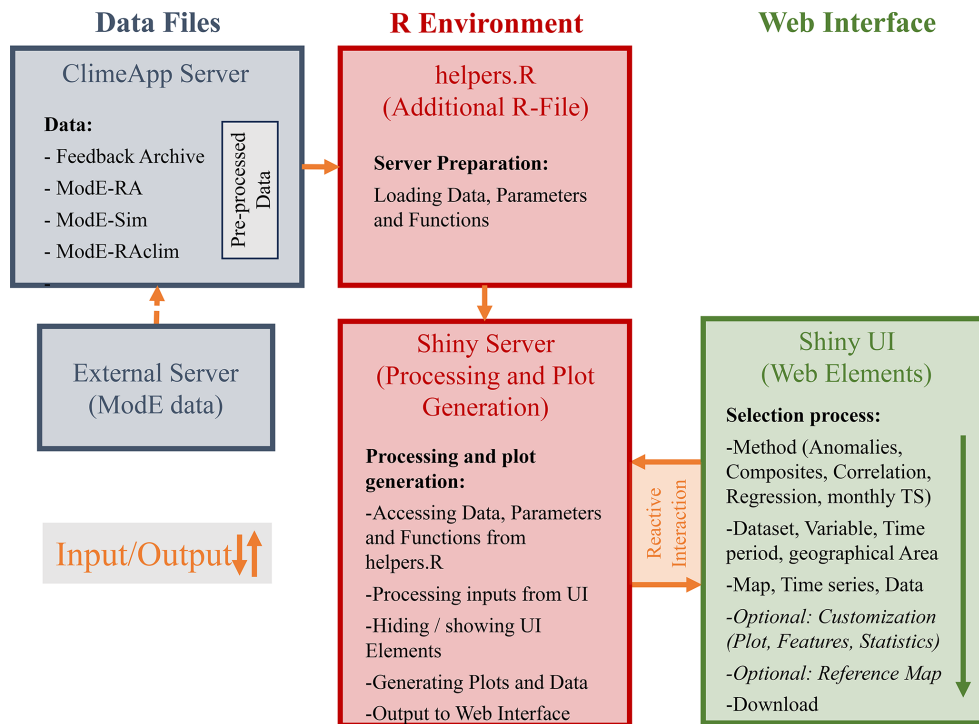 Data Files
R Environment
Web Interface
ClimeApp Server
Data:
- Feedback Archive
- ModE-RA
- ModE-Sim
- ModE-RAclim
-
Pre-processed
Data
External Server
(ModE data)
Input/Output
helpers.R
(Additional R-File)
Server Preparation:
Loading Data, Parameters
and Functions
Shiny Server
(Processing and Plot
Generation)
Processing and plot
generation:
-Accessing Data, Parameters
and Functions from
helpers.R
-Processing inputs from UI
-Hiding / showing UI
Elements
-Generating Plots and Data
-Output to Web Interface
Reactive
Interaction
Shiny UI
(Web Elements)
Selection process:
-Method (Anomalies,
Composites, Correlation,
Regression, monthly TS)
-Dataset, Variable, Time
period, geographical Area
-Map, Time series, Data
-Optional: Customization
(Plot, Features, Statistics)
-Optional: Reference Map
-Download